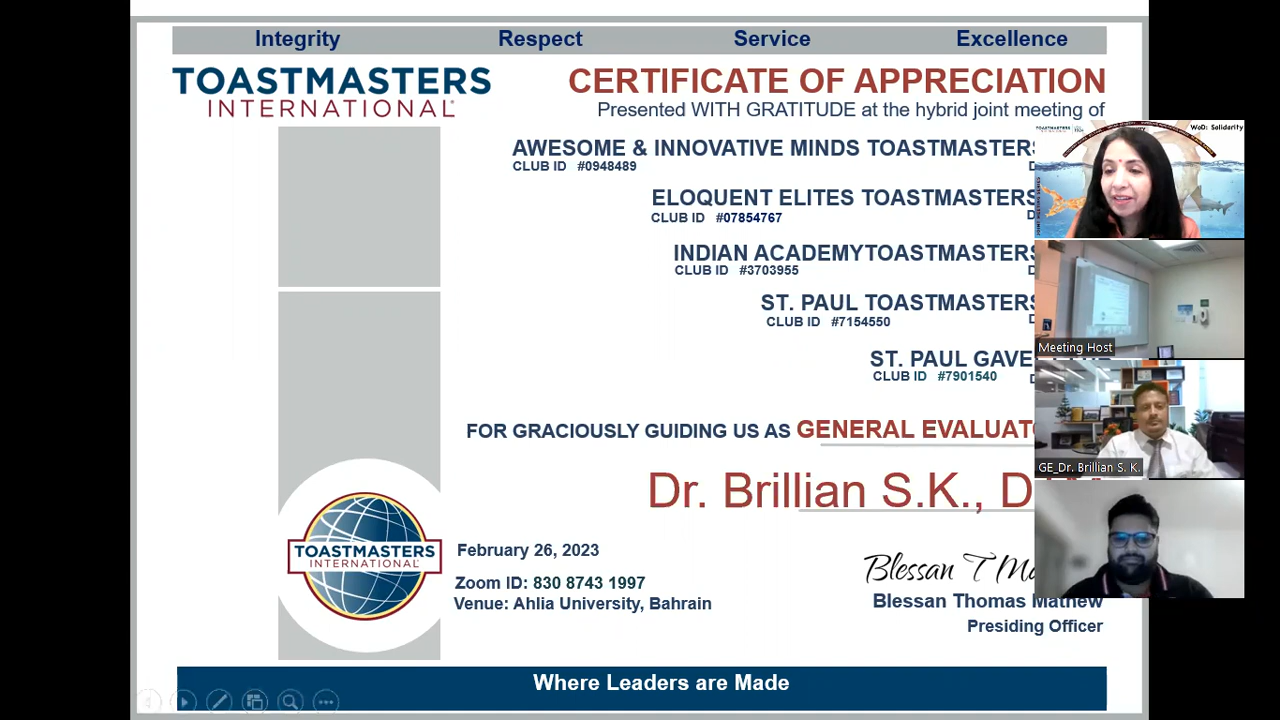 Integrity Respect Service Excellence
TOASTMASTERS
INTERNATIONAL
CERTIFICATE OF APPRECIATION
Presented WITH GRATITUDE at the hybrid joint meeting of
AWESOME & INNOVATIVE MINDS TOASTMASTERS
CLUB ID #0948489
ELOQUENT ELITES TOASTMASTERS
CLUB ID #07854767
INDIAN ACADEMYTOASTMASTERS
CLUB ID #3703955
ST. PAUL TOASTMASTERS
CLUB ID #7154550
ST. PAUL GAVE
CLUB ID #7901540
FOR GRACIOUSLY GUIDING US AS GENERAL EVALUAT
Dr. Brillian S.K., D
TOASTMASTERS
INTERNATIONAL
February 26, 2023
Zoom ID: 830 8743 1997
Venue: Ahlia University, Bahrain
Blessan T Ma
Blessan Thomas Mathew
Presiding Officer
Where Leaders are Made
WoD: Solidarity
Meeting Host
GE_Dr. Brillian S. K.